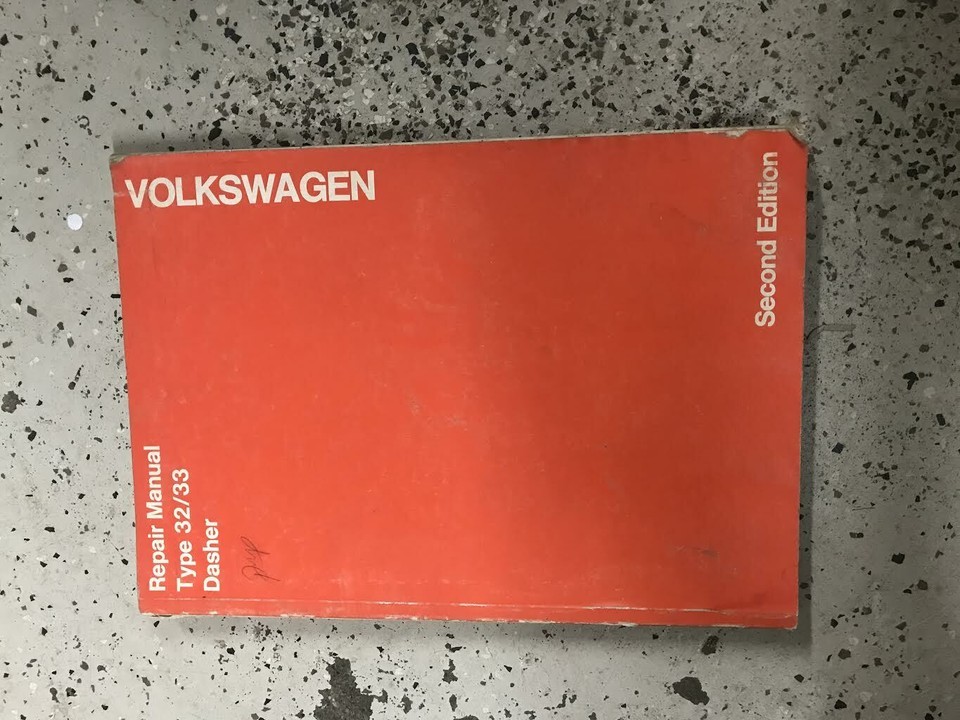 VOLKSWAGEN
Repair Manual
Type 32/33
Dasher
Second Edition